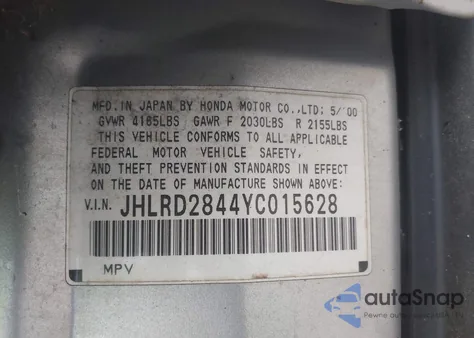 MFD.IN JAPAN BY HONDA MOTOR CO.,LTD: 5/'00
GVWR 4185LBS GAWR F 2030LBS R 2155LBS
THIS VEHICLE CONFORMS TO ALL APPLICABLE
FEDERAL MOTOR VEHICLE SAFETY,
AND THEFT PREVENTION STANDARDS IN EFFECT
ON THE DATE OF MANUFACTURE SHOWN ABOVE:
V.I.N. JHLRD2844YC015628
MPV
autoSnap
Pewne auto